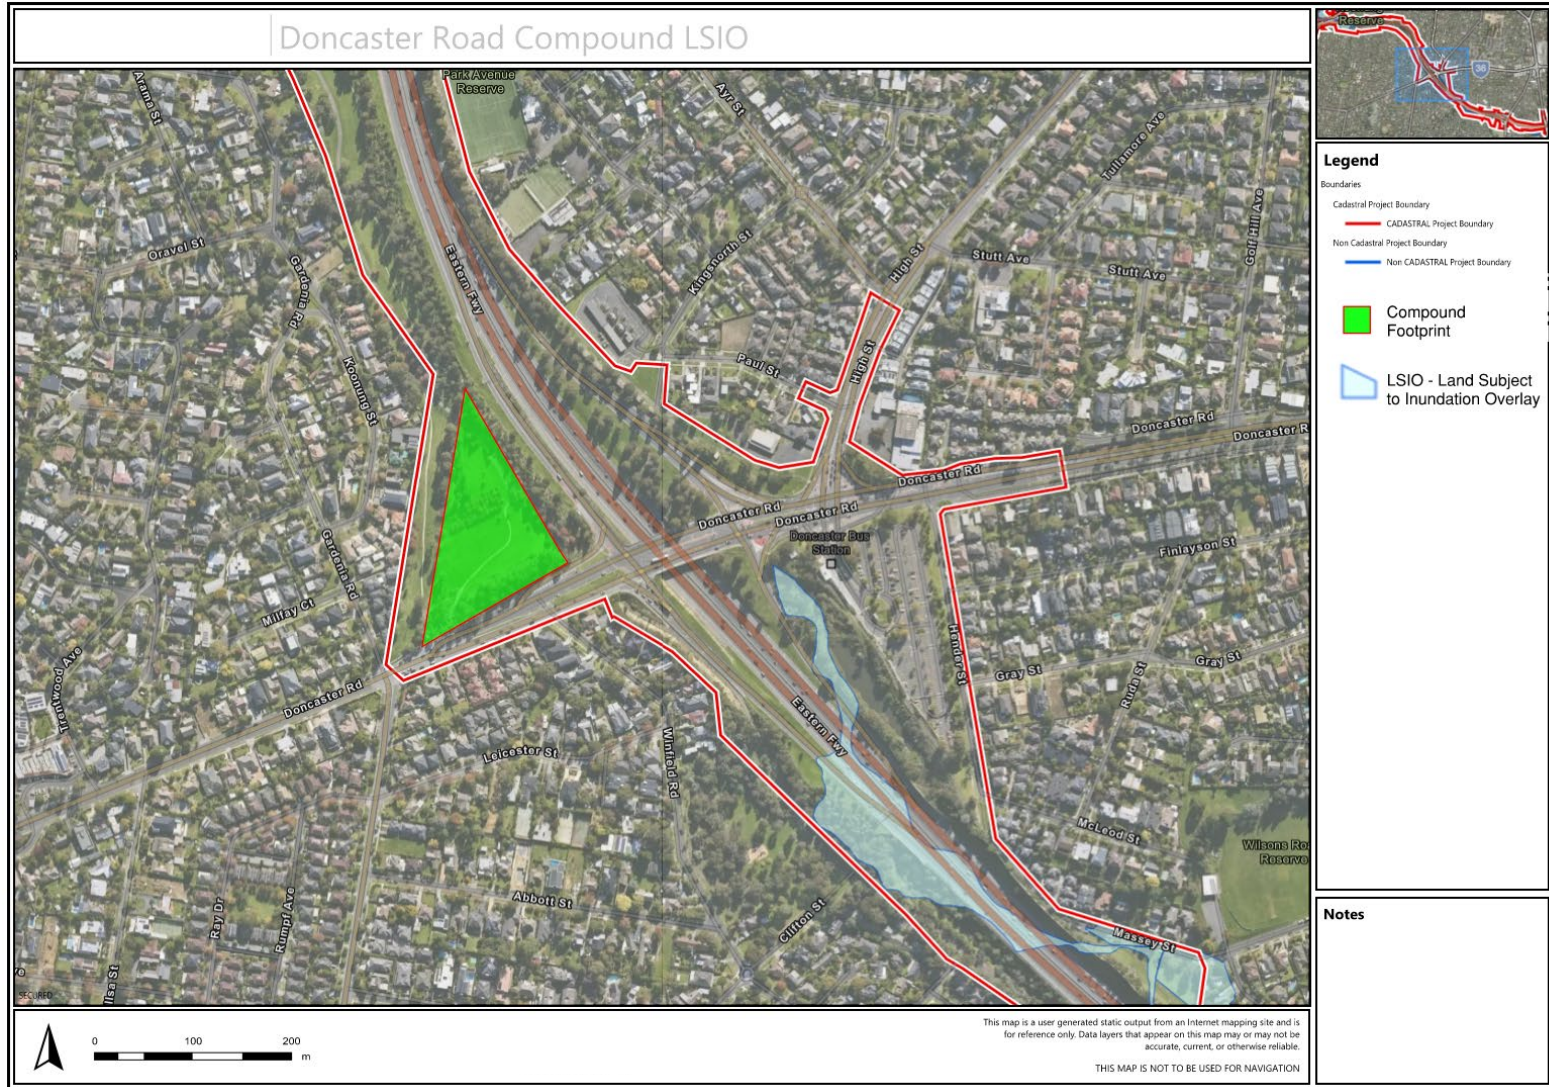 Doncaster Road Compound LSIO
Reserve
36
Park Avenue
Reserve
Arama St
Ayr St
Tullamore Ave
Golf Hill Ave
Oravel St
Gardenia Rd
Eastern Fwy
Kingsnorth St
High St
Stutt Ave
Stutt Ave
Koonung St
Paul St
High St
Doncaster Rd
Doncaster R
Doncaster Rd
Doncaster Rd
Doncaster Rd
Doncaster Bus
Station
Finlayson St
Gardenia Rd
Millfay Ct
Hender St
Gray St
Gray St
Ruda St
Trentwood Ave
Doncaster Rd
Eastern Fwy
Leicester St
Winfield Rd
McLeod St
Wilsons Ro
Reserve
Abbott St
Clifton St
Ray Dr
Rumpf Ave
Massey St
ve
Ilsa St
SECURED
Legend
Boundaries
Cadastral Project Boundary
CADASTRAL Project Boundary
Non Cadastral Project Boundary
Non CADASTRAL Project Boundary
Compound
Footprint
LSIO - Land Subject
to Inundation Overlay
Notes
0 100 200
m
This map is a user generated static output from an Internet mapping site and is
for reference only. Data layers that appear on this map may or may not be
accurate, current, or otherwise reliable.
THIS MAP IS NOT TO BE USED FOR NAVIGATION